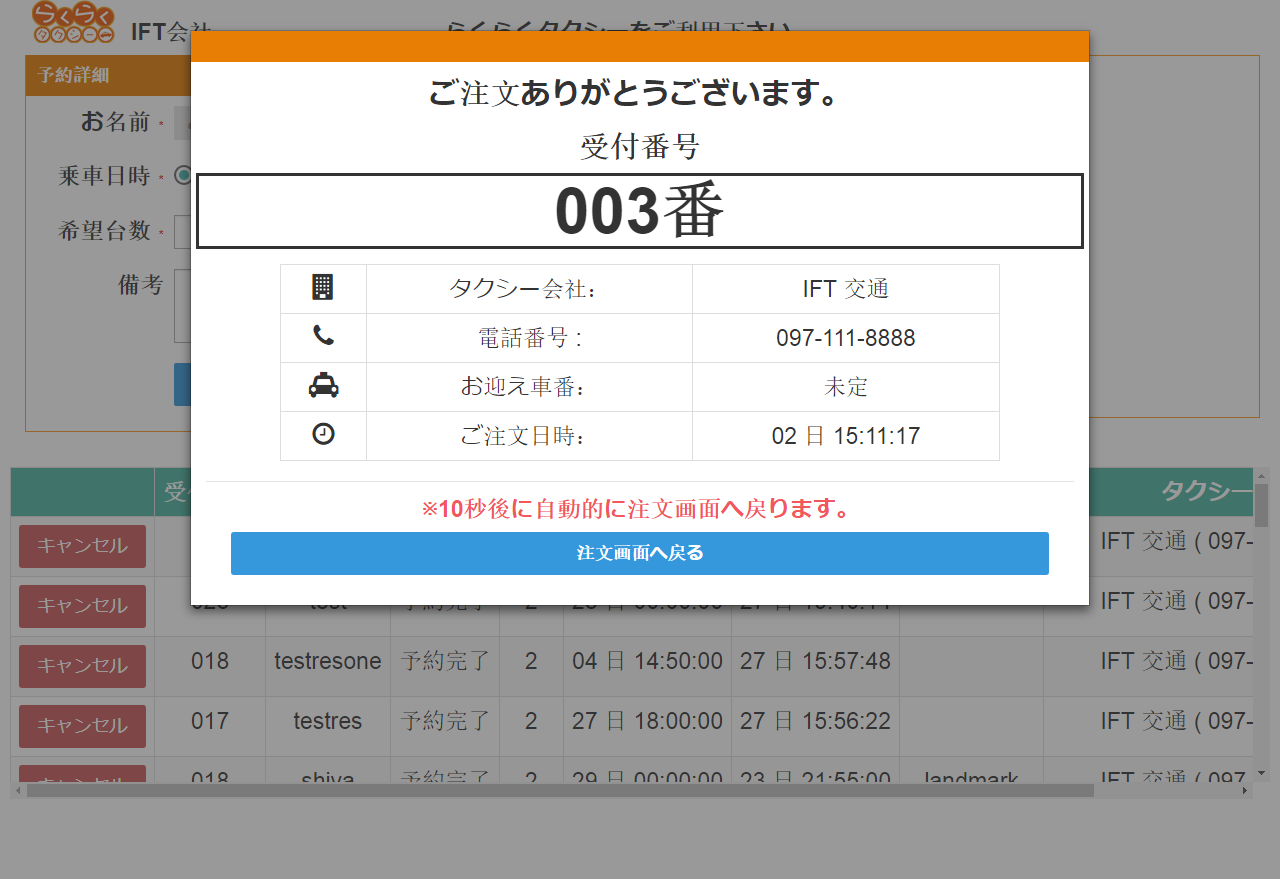 らくらく
タクシー
IFT会社
らくらくタクシーをご利用下さい
予約詳細
お名前 *
乗車日時 *
希望台数 *
備考
ご注文ありがとうございます。
受付番号
003番
タクシー会社: IFT 交通
電話番号 : 097-111-8888
お迎え車番: 未定
ご注文日時: 02 日 15:11:17
※10秒後に自動的に注文画面へ戻ります。
注文画面へ戻る
受 タクシー
キャンセル IFT 交通 ( 097-
キャンセル IFT 交通 ( 097-
キャンセル 018 testresone 予約完了 2 04 日 14:50:00 27 日 15:57:48 IFT 交通 ( 097-
キャンセル 017 testres 予約完了 2 27 日 18:00:00 27 日 15:56:22 IFT 交通 ( 097-
キャンセル 018 shiva 予約完了 2 29 日 00:00:00 23 日 21:55:00 landmark IFT 交通 ( 097